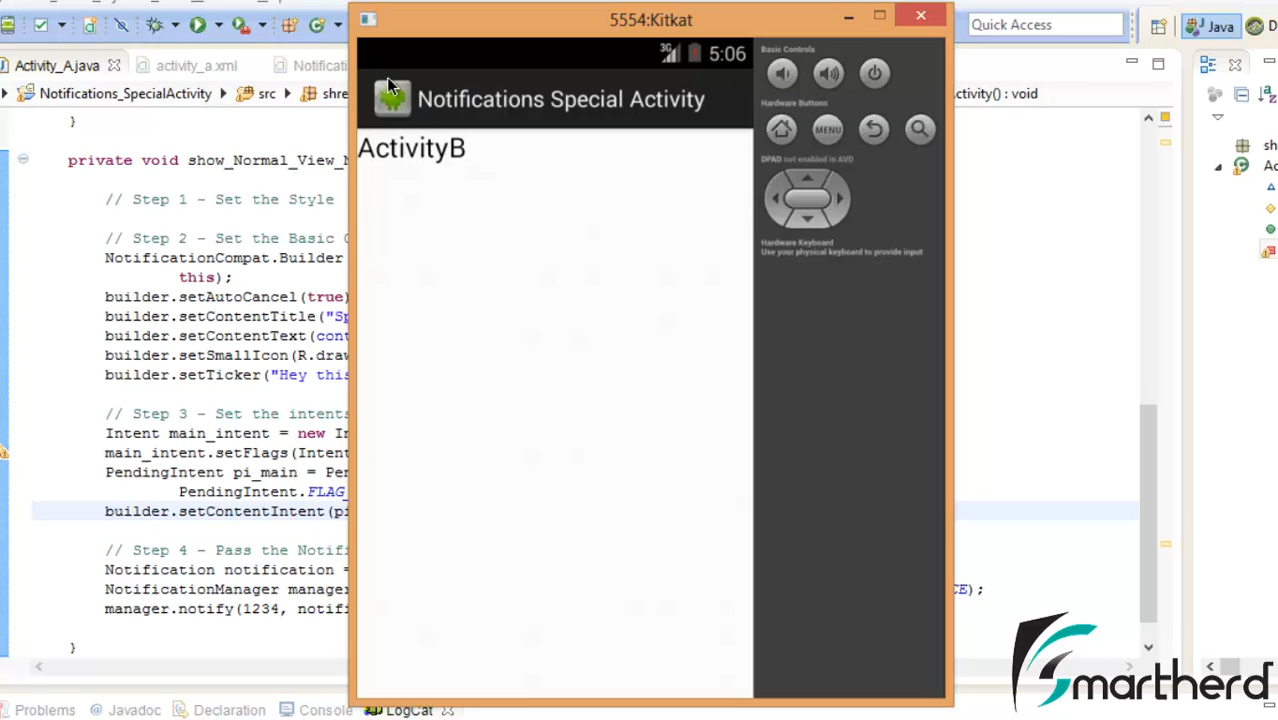 5554:Kitkat
Quick Access
Java
D
Activity_A.java
activity_a.xml
Notificati
Notifications_SpecialActivity
src
shre
Activity() : void
3G
5:06
Notifications Special Activity
ActivityB
Basic Controls
Hardware Buttons
MENU
DPAD not enabled in AVD
Hardware Keyboard
Use your physical keyboard to provide input
}
private void show_Normal_View_N
// Step 1 - Set the Style
// Step 2 - Set the Basic C
NotificationCompat.Builder
this);
builder.setAutoCancel(true)
builder.setContentTitle("Sp
builder.setContentText(cont
builder.setSmallIcon(R.draw
builder.setTicker("Hey this
// Step 3 - Set the intents
Intent main_intent = new In
main_intent.setFlags(Intent
PendingIntent pi_main = Pen
PendingIntent.FLAG_
builder.setContentIntent(pi
// Step 4 - Pass the Notifi
Notification notification =
NotificationManager manager
CE);
manager.notify(1234, notifi
}
sh
Ac
Problems
Javadoc
Declaration
Console
LogCat
Smartherd